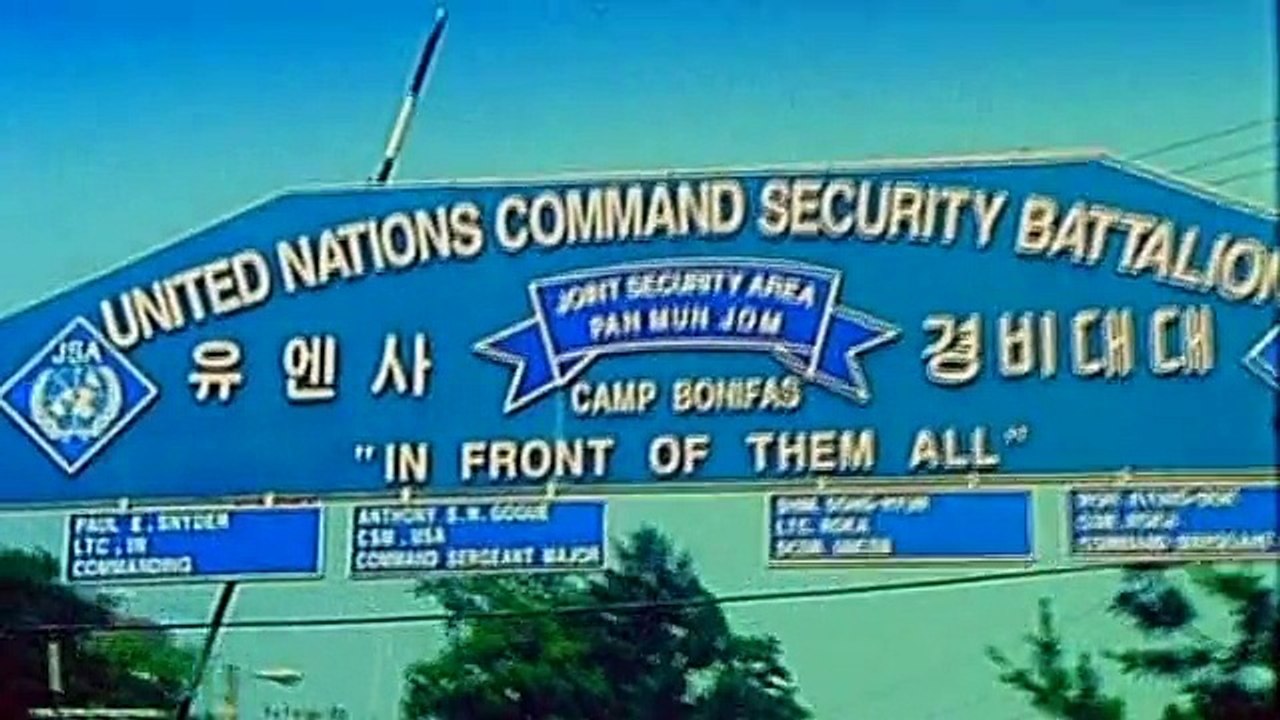 UNITED NATIONS COMMAND SECURITY BATTALION
JSA
JOINT SECURITY AREA
PAN MUN JOM
유엔사 경비대대
CAMP BONIFAS
"IN FRONT OF THEM ALL"
PAUL E. SNYDER
LTC, IN
COMMANDING
ANTHONY
CSM, USA
COMMAND SERGEANT MAJOR
LTC, ROKA